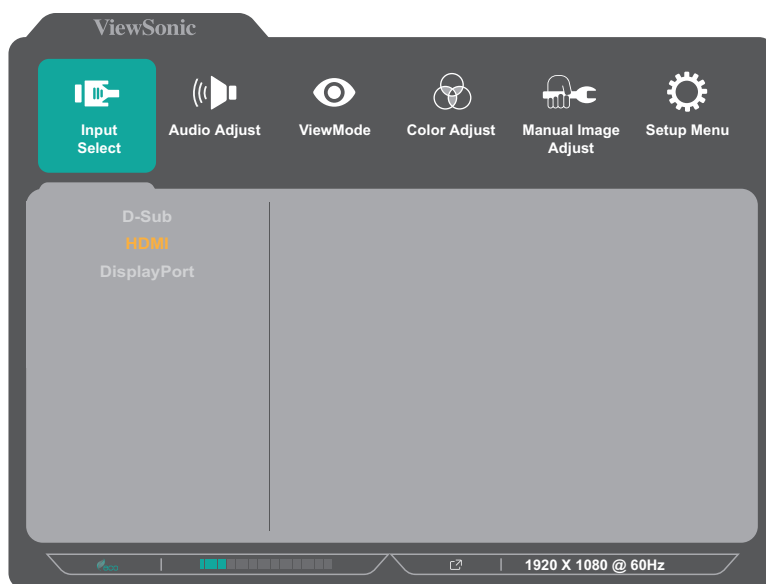 ViewSonic
Input
Select
Audio Adjust
ViewMode
Color Adjust
Manual Image
Adjust
Setup Menu
D-Sub
HDMI
DisplayPort
eco
1920 X 1080 @ 60Hz